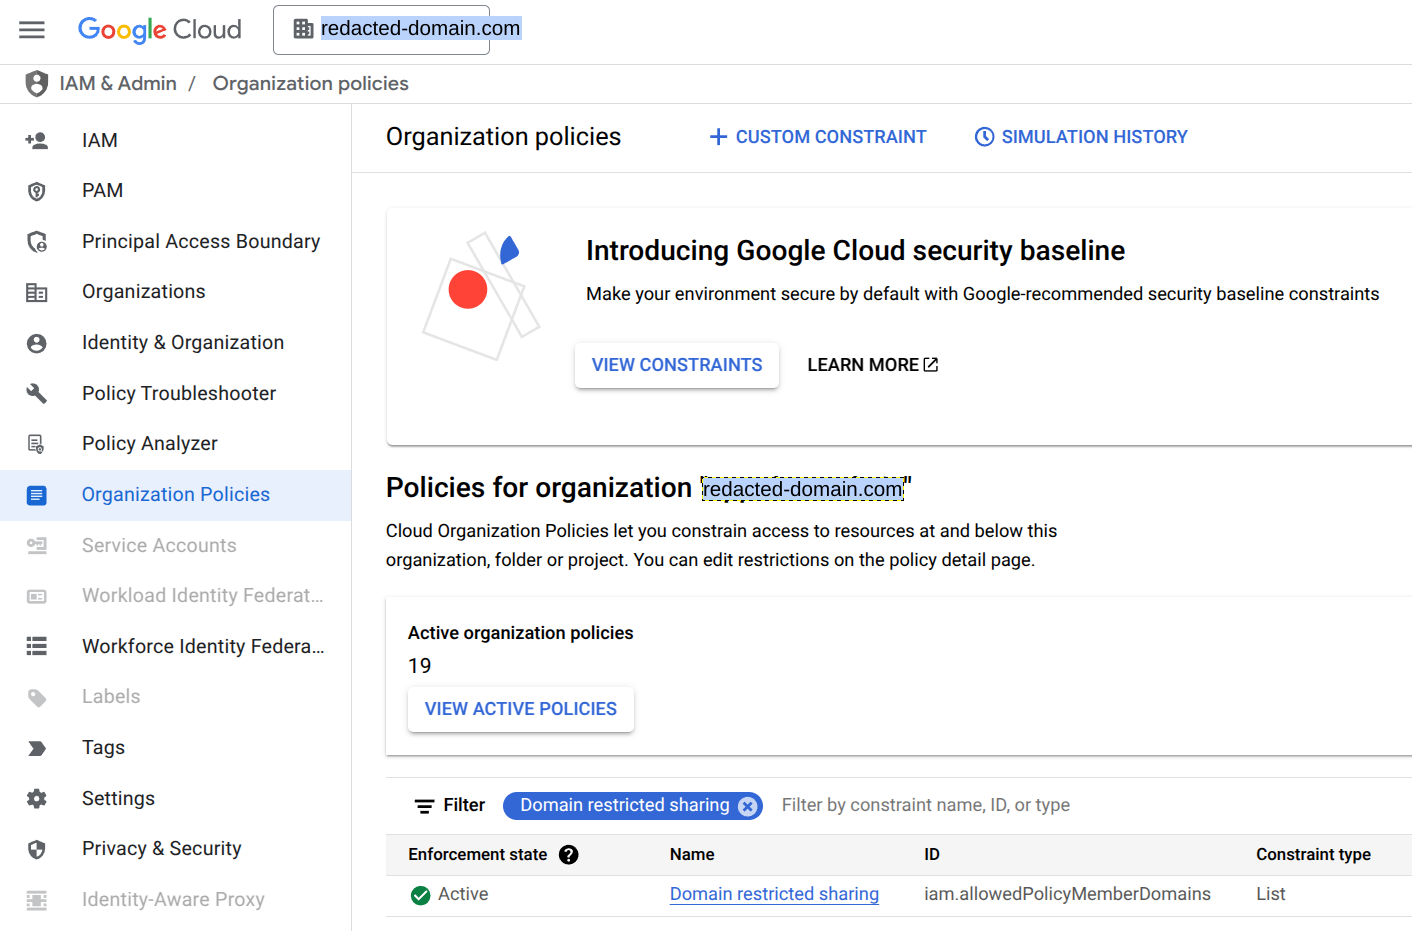 Google Cloud
redacted-domain.com
IAM & Admin / Organization policies
IAM
PAM
Principal Access Boundary
Organizations
Identity & Organization
Policy Troubleshooter
Policy Analyzer
Organization Policies
Service Accounts
Workload Identity Federat...
Workforce Identity Federa...
Labels
Tags
Settings
Privacy & Security
Identity-Aware Proxy
Organization policies
CUSTOM CONSTRAINT
SIMULATION HISTORY
Introducing Google Cloud security baseline
Make your environment secure by default with Google-recommended security baseline constraints
VIEW CONSTRAINTS
LEARN MORE
Policies for organization "redacted-domain.com"
Cloud Organization Policies let you constrain access to resources at and below this
organization, folder or project. You can edit restrictions on the policy detail page.
Active organization policies
19
VIEW ACTIVE POLICIES
Filter Domain restricted sharing Filter by constraint name, ID, or type
Enforcement state Name ID Constraint type
Active Domain restricted sharing iam.allowedPolicyMemberDomains List